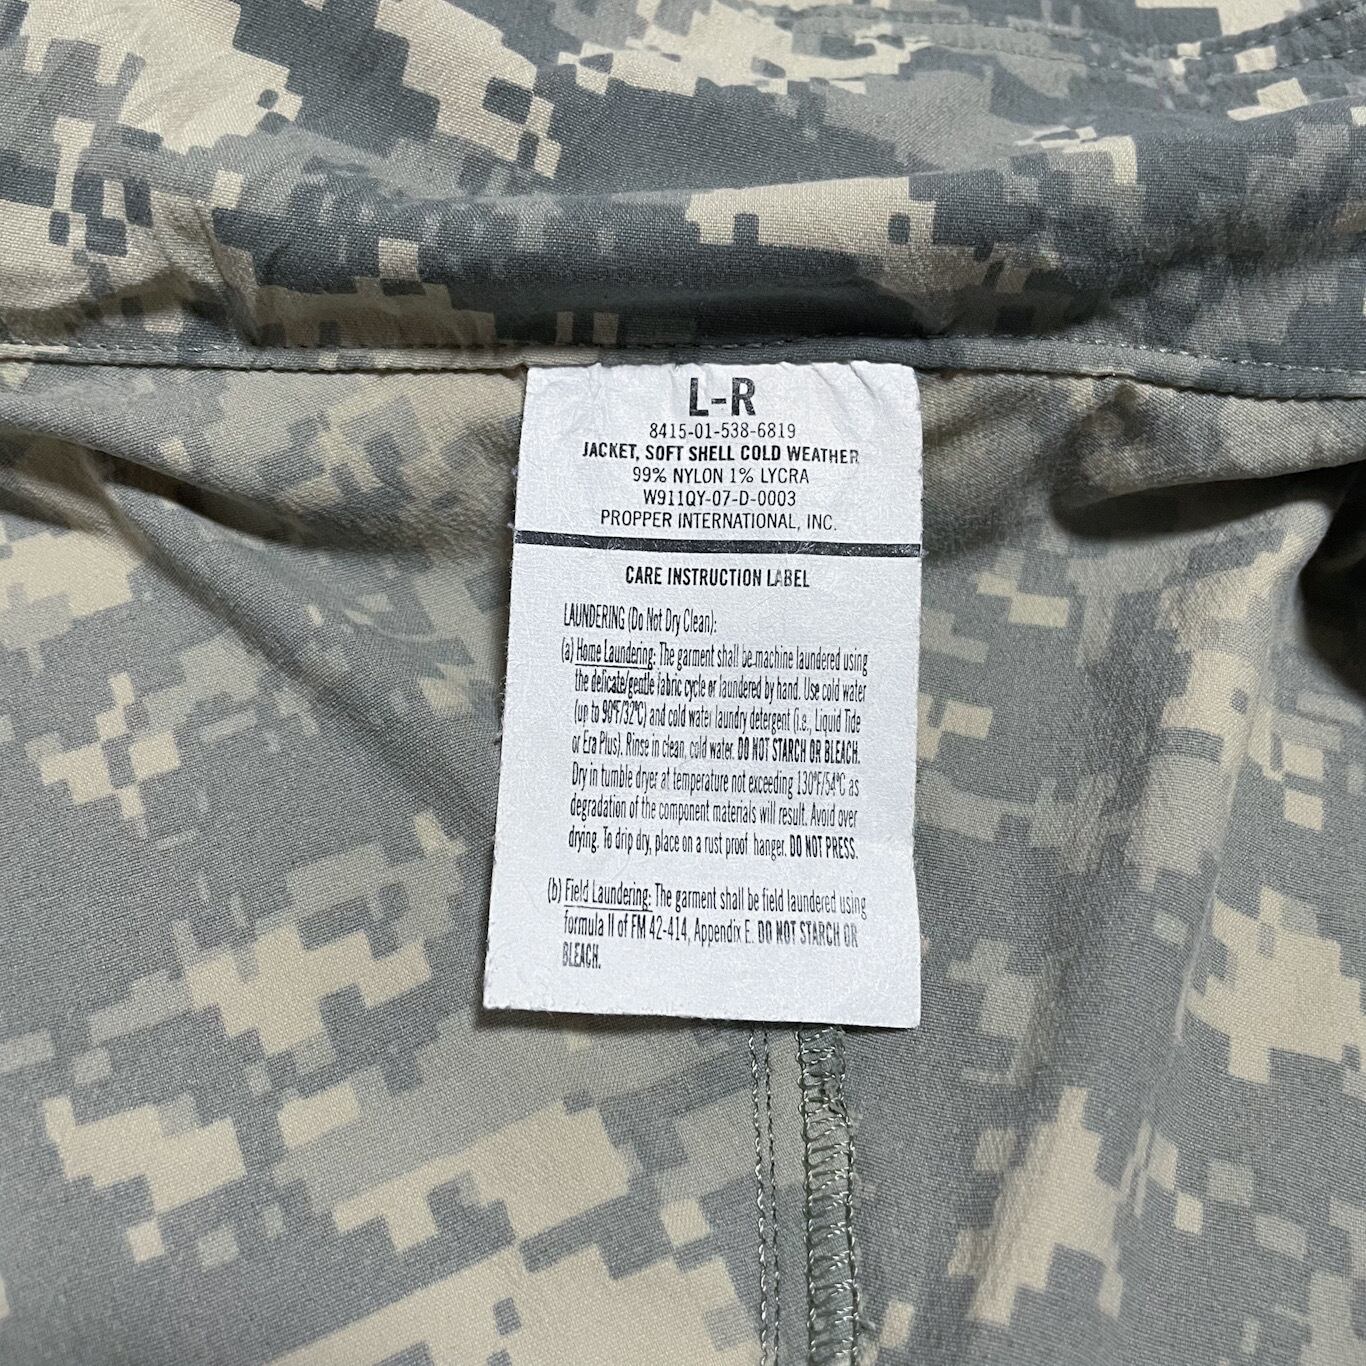 L-R
8415-01-538-6819
JACKET, SOFT SHELL COLD WEATHER
99% NYLON 1% LYCRA
W911QY-07-D-0003
PROPPER INTERNATIONAL, INC.
CARE INSTRUCTION LABEL
LAUNDERING (Do Not Dry Clean):
(a) Home Laundering: The garment shall be machine laundered using
the delicate/gentle fabric cycle or laundered by hand. Use cold water
(up to 90°F/32°C) and cold water laundry detergent (i.e., Liquid Tide
or Era Plus). Rinse in clean, cold water. DO NOT STARCH OR BLEACH.
Dry in tumble dryer at temperature not exceeding 130°F/54°C as
degradation of the component materials will result. Avoid over
drying. To drip dry, place on a rust proof hanger. DO NOT PRESS.
(b) Field Laundering: The garment shall be field laundered using
formula II of FM 42-414, Appendix E. DO NOT STARCH OR
BLEACH.